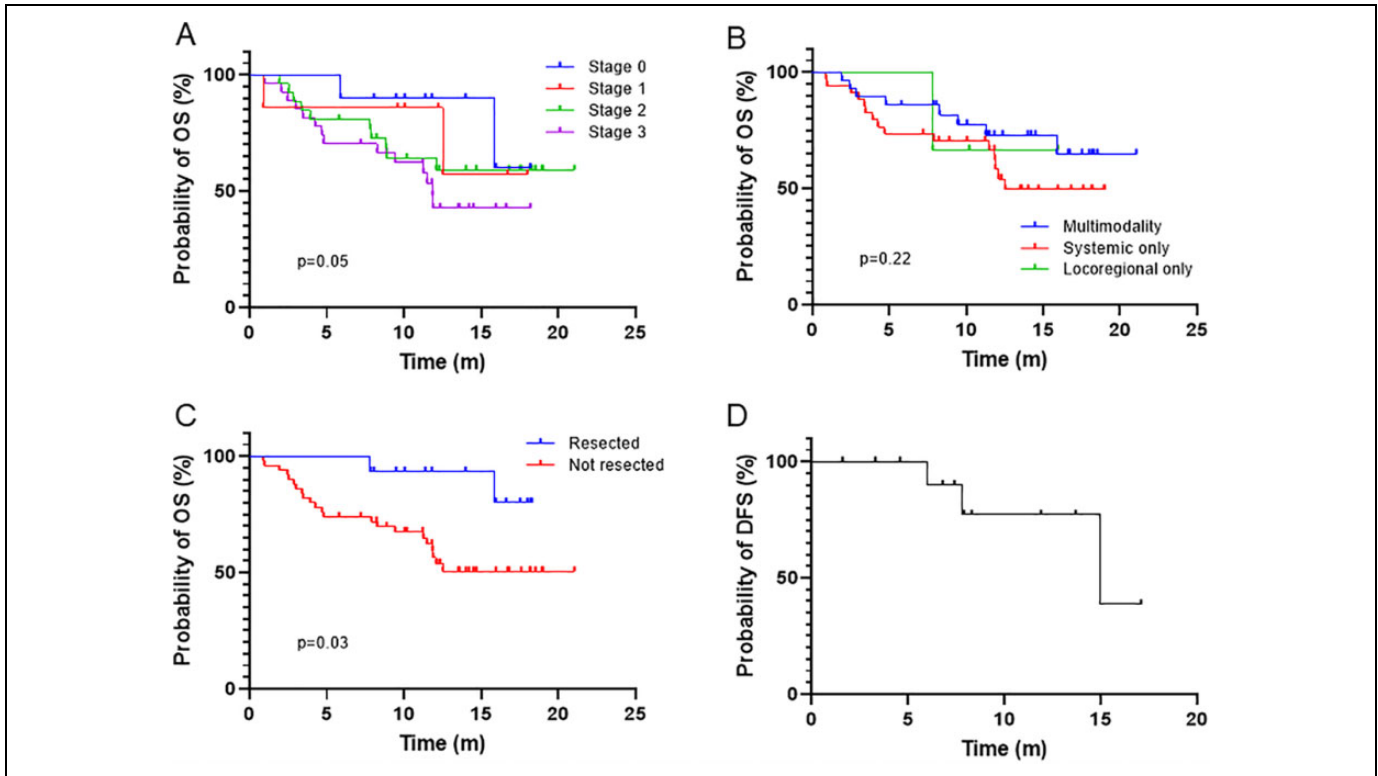 A
Probability of OS (%)
100
50
0
0 5 10 15 20 25
Time (m)
Stage 0
Stage 1
Stage 2
Stage 3
p=0.05
B
Probability of OS (%)
100
50
0
0 5 10 15 20 25
Time (m)
Multimodality
Systemic only
Locoregional only
p=0.22
C
Probability of OS (%)
100
50
0
0 5 10 15 20 25
Time (m)
Resected
Not resected
p=0.03
D
Probability of DFS (%)
100
50
0
0 5 10 15 20
Time (m)